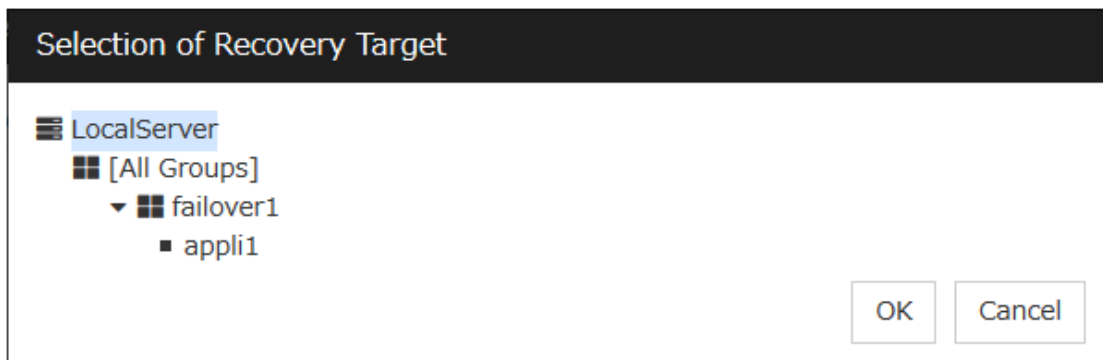 Selection of Recovery Target
LocalServer
[All Groups]
failover1
appli1
OK Cancel